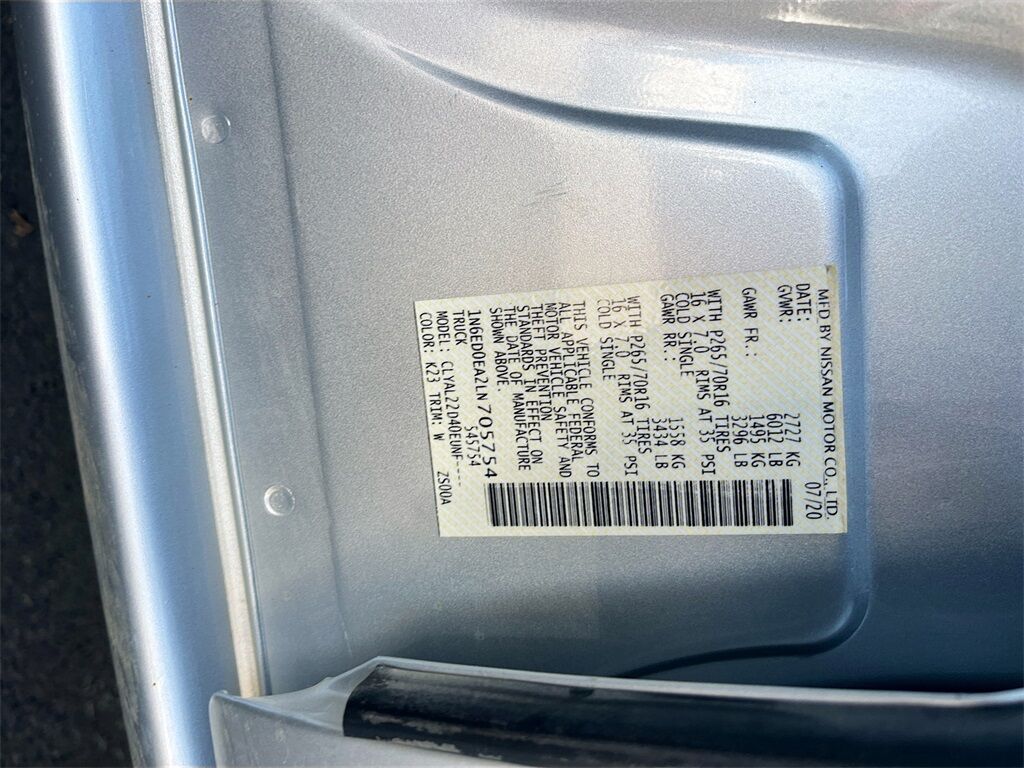 MFD BY NISSAN MOTOR CO., LTD.
DATE: 07/20
GVWR: 2727 KG
6012 LB
GAWR FR.: 1495 KG
3296 LB
WITH P265/70R16 TIRES
16 X 7.0 RIMS AT 35 PSI
COLD SINGLE
GAWR RR.: 1558 KG
3434 LB
WITH P265/70R16 TIRES
16 X 7.0 RIMS AT 35 PSI
COLD SINGLE
THIS VEHICLE CONFORMS TO
ALL APPLICABLE FEDERAL
MOTOR VEHICLE SAFETY AND
THEFT PREVENTION
STANDARDS IN EFFECT ON
THE DATE OF MANUFACTURE
SHOWN ABOVE.
1N6ED0EA2LN705754
TRUCK 545754
MODEL: CLYAL22D40EUNF----
COLOR: K23 TRIM: W ZS00A